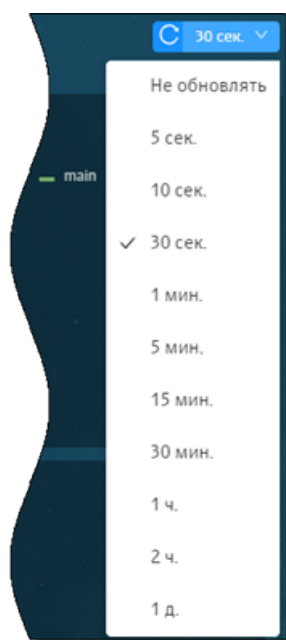 30 сек.
Не обновлять
5 сек.
main
10 сек.
30 сек.
1 мин.
5 мин.
15 мин.
30 мин.
1 ч.
2 ч.
1 д.